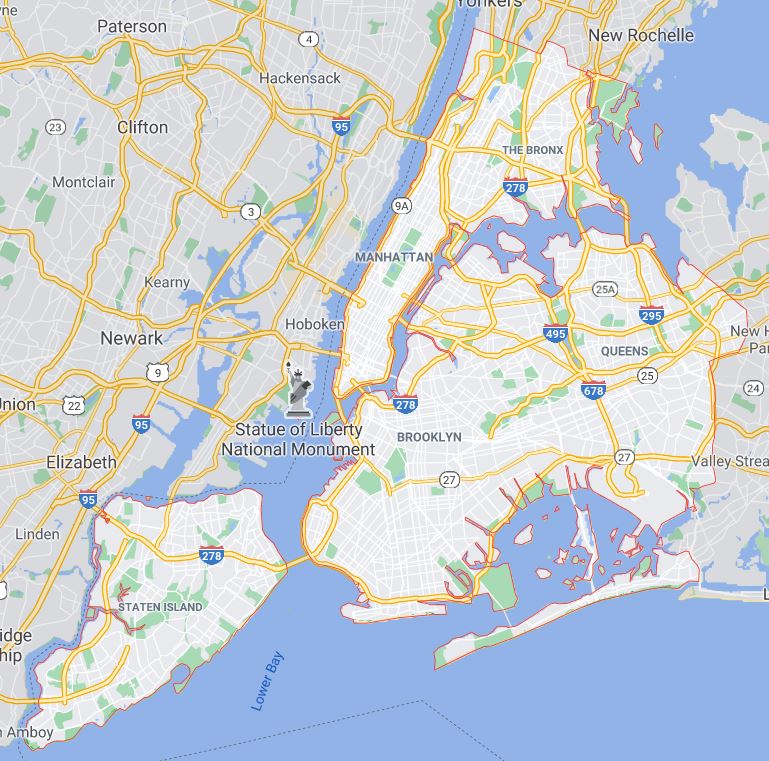 Yonkers
Paterson
New Rochelle
4
Hackensack
95
23
Clifton
THE BRONX
Montclair
278
9A
3
MANHATTAN
Kearny
25A
295
Hoboken
495
Newark
New H
Par
QUEENS
9
25
24
678
Union
22
278
95
Statue of Liberty
National Monument
BROOKLYN
27
Elizabeth
Valley Strea
27
95
Linden
278
STATEN ISLAND
L
idge
hip
Lower Bay
Amboy